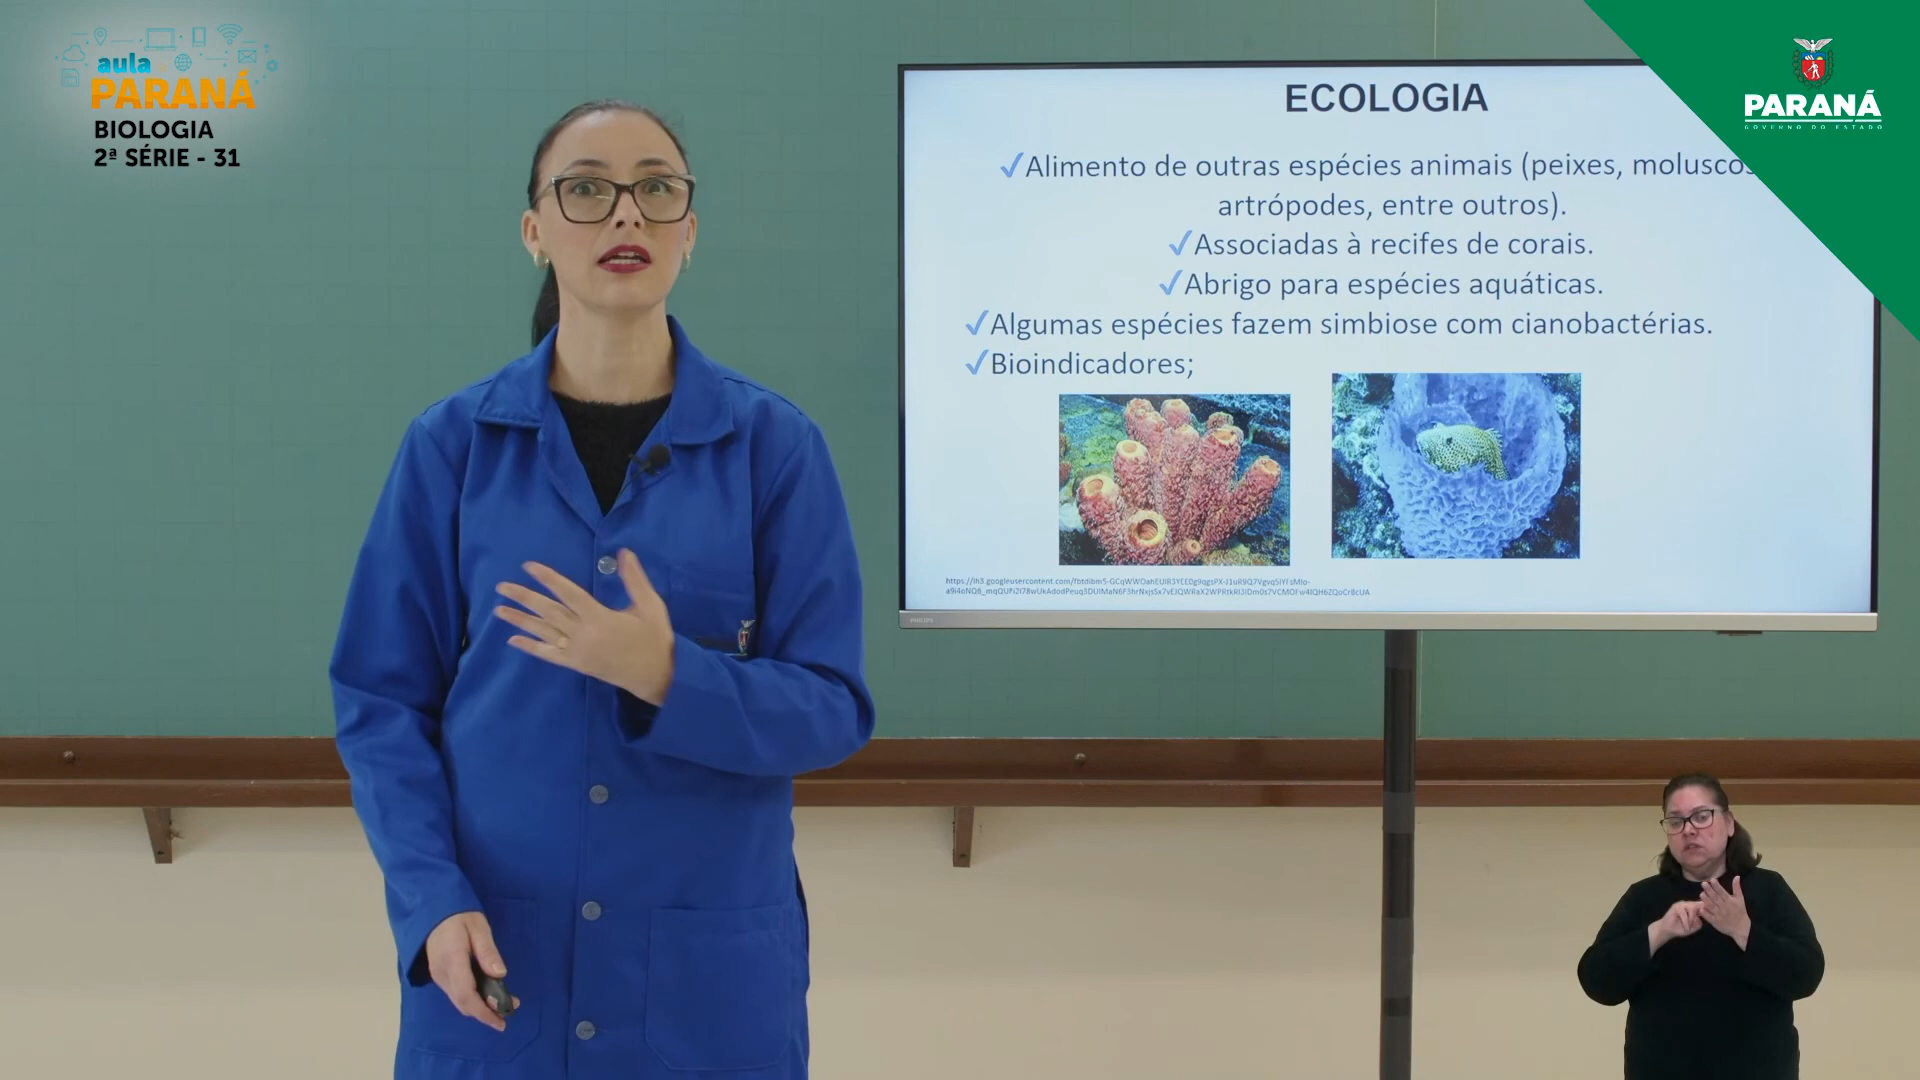 aula
PARANÁ
BIOLOGIA
2ª SÉRIE - 31
PARANÁ
GOVERNO DO ESTADO
ECOLOGIA
✓Alimento de outras espécies animais (peixes, moluscos
artrópodes, entre outros).
✓Associadas à recifes de corais.
✓Abrigo para espécies aquáticas.
✓Algumas espécies fazem simbiose com cianobactérias.
✓Bioindicadores;
PHILIPS